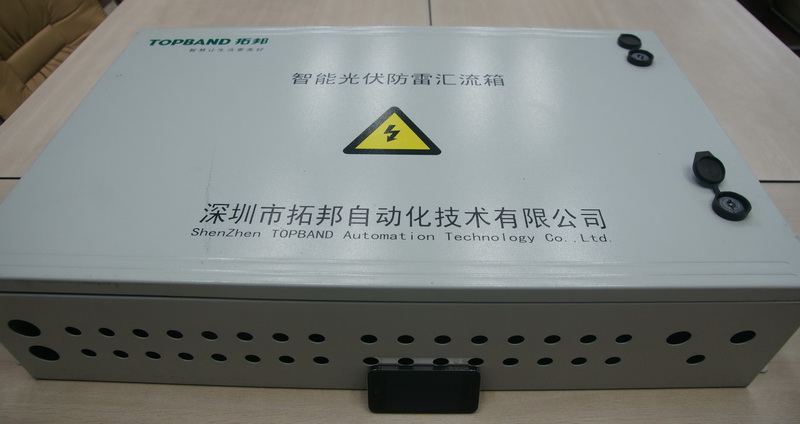 TOPBAND 拓邦
智能光伏防雷汇流箱
深圳市拓邦自动化技术有限公司
ShenZhen TOPBAND Automation Technology Co.,Ltd.